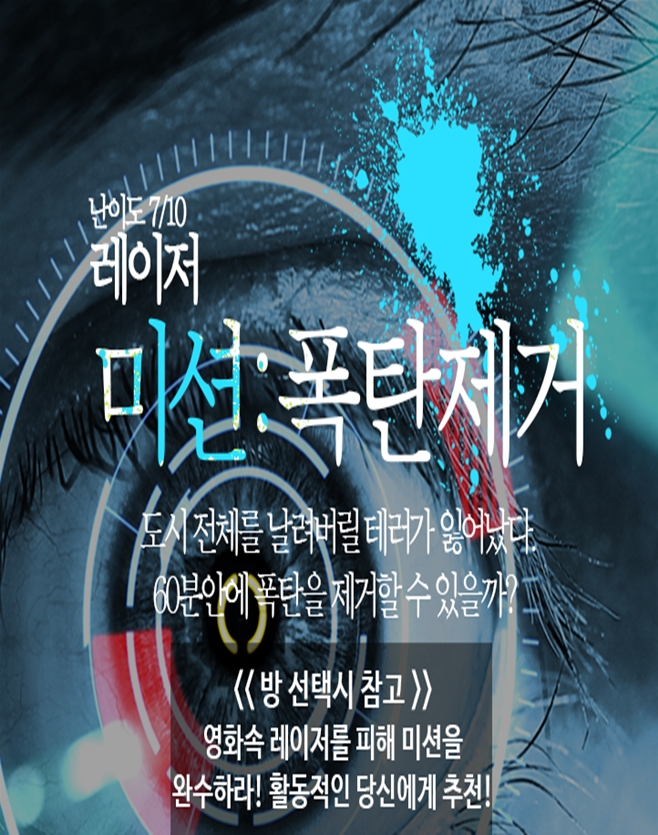 난이도 7/10
레이저
미션:폭탄제거
도시 전체를 날려버릴 테러가 잃어났다.
60분안에 폭탄을 제거할 수 있을까?
<< 방 선택시 참고 >>
영화속 레이저를 피해 미션을
완수하라! 활동적인 당신에게 추천!